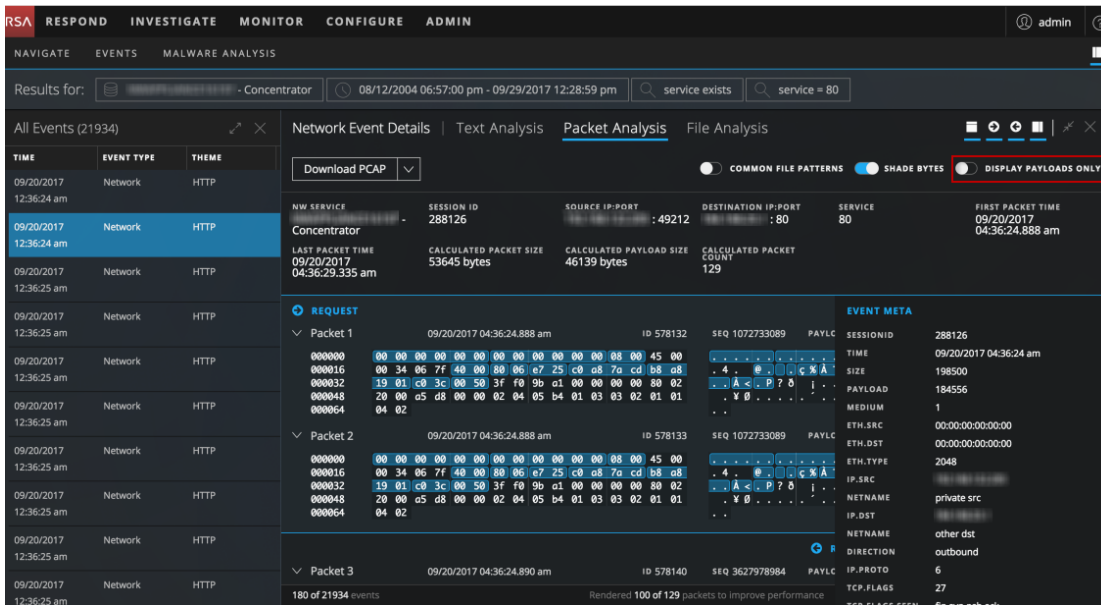 RSA RESPOND INVESTIGATE MONITOR CONFIGURE ADMIN admin
NAVIGATE EVENTS MALWARE ANALYSIS
Results for: - Concentrator 08/12/2004 06:57:00 pm - 09/29/2017 12:28:59 pm service exists service = 80
All Events (21934)
TIME EVENT TYPE THEME
09/20/2017 Network HTTP
12:36:24 am
09/20/2017 Network HTTP
12:36:24 am
09/20/2017 Network HTTP
12:36:25 am
09/20/2017 Network HTTP
12:36:25 am
09/20/2017 Network HTTP
12:36:25 am
09/20/2017 Network HTTP
12:36:25 am
09/20/2017 Network HTTP
12:36:25 am
09/20/2017 Network HTTP
12:36:25 am
09/20/2017 Network HTTP
12:36:25 am
09/20/2017 Network HTTP
12:36:25 am
Network Event Details | Text Analysis Packet Analysis File Analysis
Download PCAP COMMON FILE PATTERNS SHADE BYTES DISPLAY PAYLOADS ONLY
NW SERVICE SESSION ID SOURCE IP:PORT DESTINATION IP:PORT SERVICE FIRST PACKET TIME
- 288126 : 49212 : 80 80 09/20/2017
Concentrator 04:36:24.888 am
LAST PACKET TIME CALCULATED PACKET SIZE CALCULATED PAYLOAD SIZE CALCULATED PACKET
COUNT
09/20/2017 53645 bytes 46139 bytes 129
04:36:29.335 am
REQUEST
Packet 1 09/20/2017 04:36:24.888 am ID 578132 SEQ 1072733089 PAYLC
000000 00 00 00 00 00 00 00 00 00 00 00 00 08 00 45 00
000016 00 34 06 7f 40 00 80 06 e7 25 c0 a8 7a cd b8 a8
000032 19 01 c0 3c 00 50 3f f0 9b a1 00 00 00 00 80 02
000048 20 00 a5 d8 00 00 02 04 05 b4 01 03 03 02 01 01
000064 04 02
Packet 2 09/20/2017 04:36:24.888 am ID 578133 SEQ 1072733089 PAYLC
000000 00 00 00 00 00 00 00 00 00 00 00 00 08 00 45 00
000016 00 34 06 7f 40 00 80 06 e7 25 c0 a8 7a cd b8 a8
000032 19 01 c0 3c 00 50 3f f0 9b a1 00 00 00 00 80 02
000048 20 00 a5 d8 00 00 02 04 05 b4 01 03 03 02 01 01
000064 04 02
Packet 3 09/20/2017 04:36:24.890 am ID 578140 SEQ 3627978984 PAYLC
180 of 21934 events Rendered 100 of 129 packets to improve performance
EVENT META
SESSIONID 288126
TIME 09/20/2017 04:36:24 am
SIZE 198500
PAYLOAD 184556
MEDIUM 1
ETH.SRC 00:00:00:00:00:00
ETH.DST 00:00:00:00:00:00
ETH.TYPE 2048
IP.SRC
NETNAME private src
IP.DST
NETNAME other dst
DIRECTION outbound
IP.PROTO 6
TCP.FLAGS 27